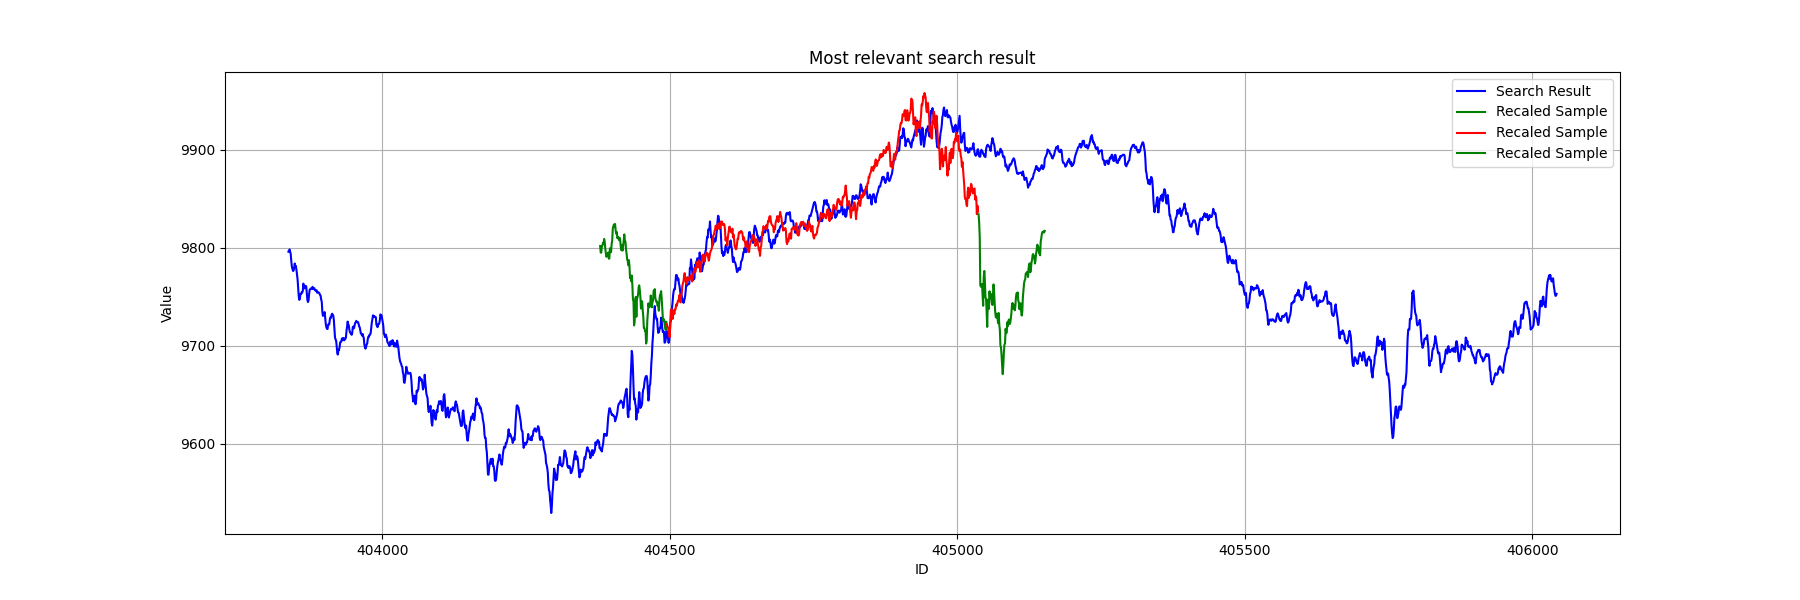 Most relevant search result
Search Result
Recaled Sample
Recaled Sample
Recaled Sample
Value
9900
9800
9700
9600
404000 404500 405000 405500 406000
ID